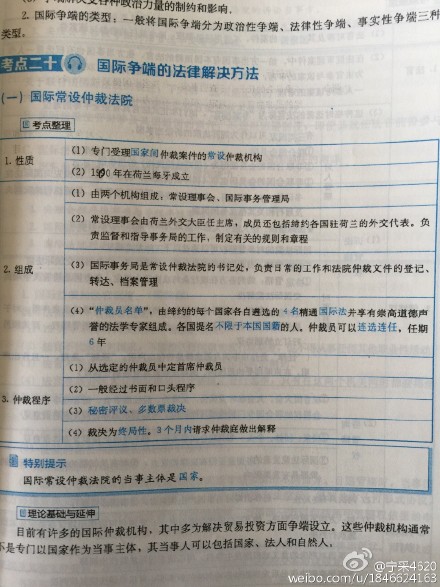 争端解决受各种政治力量的制约和影响.
2. 国际争端的类型: 一般将国际争端分为政治性争端、法律性争端、事实性争端三种
类型。
考点二十 国际争端的法律解决方法
(一) 国际常设仲裁法院
考点整理
1. 性质
(1) 专门受理国家间仲裁案件的常设仲裁机构
(2) 1900年在荷兰海牙成立
2. 组成
(1) 由两个机构组成: 常设理事会、国际事务管理局
(2) 常设理事会由荷兰外交大臣任主席, 成员还包括缔约各国驻荷兰的外交代表。负
责监督和指导事务局的工作, 制定有关的规则和章程
(3) 国际事务局是常设仲裁法院的书记处, 负责日常的工作和法院仲裁文件的登记、
转达、档案管理
(4) “仲裁员名单”, 由缔约的每个国家各自遴选的4名精通国际法并享有崇高道德声
誉的法学专家组成。各国提名不限于本国国籍的人。仲裁员可以连选连任。任期
6年
3. 仲裁程序
(1) 从选定的仲裁员中定首席仲裁员
(2) 一般经过书面和口头程序
(3) 秘密评议、多数票裁决
(4) 裁决为终局性。3个月内请求仲裁庭做出解释
特别提示
国际常设仲裁法院的当事主体是国家。
理论基础与延伸
目前有许多的国际仲裁机构, 其中多为解决贸易投资方面争端设立。这些仲裁机构通常
不是专门以国家作为当事主体, 其当事人可以包括国家、法人和自然人。
@宁采4620
weibo.com/u/1846624163